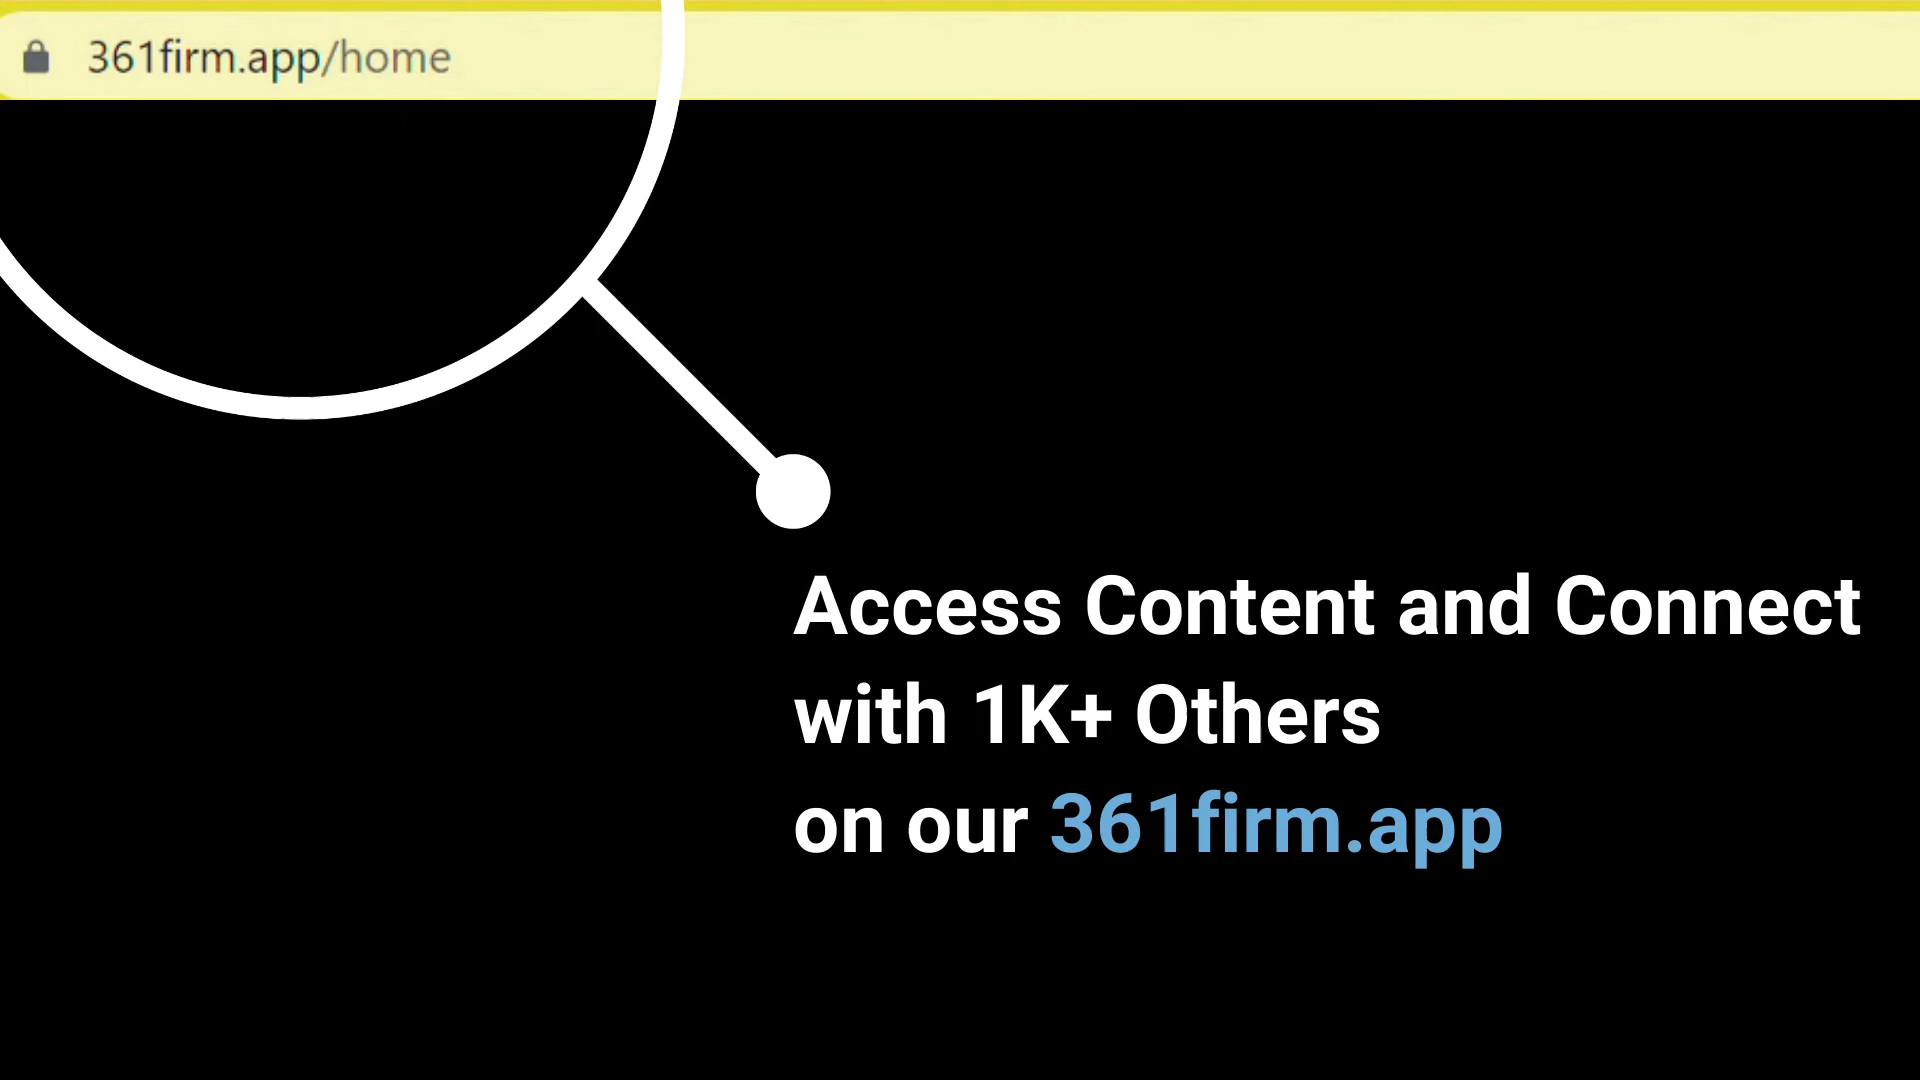 361firm.app/home
Access Content and Connect
with 1K+ Others
on our 361firm.app